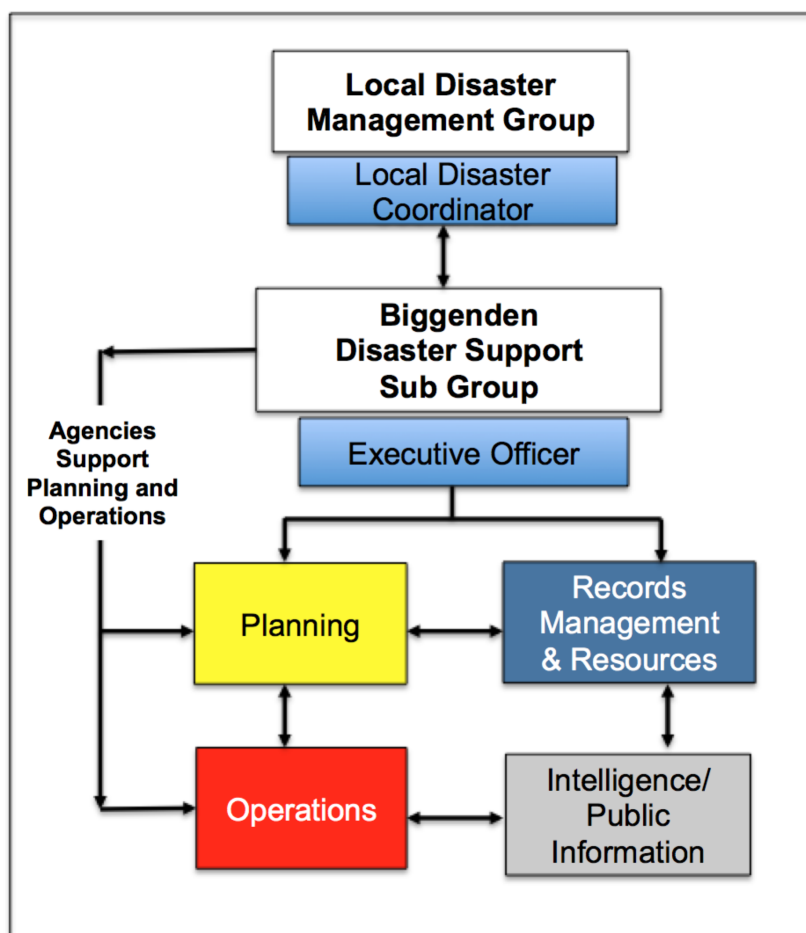 Local Disaster
Management Group
Local Disaster
Coordinator
Biggenden
Disaster Support
Sub Group
Executive Officer
Agencies
Support
Planning and
Operations
Planning
Records
Management
& Resources
Operations
Intelligence/
Public
Information